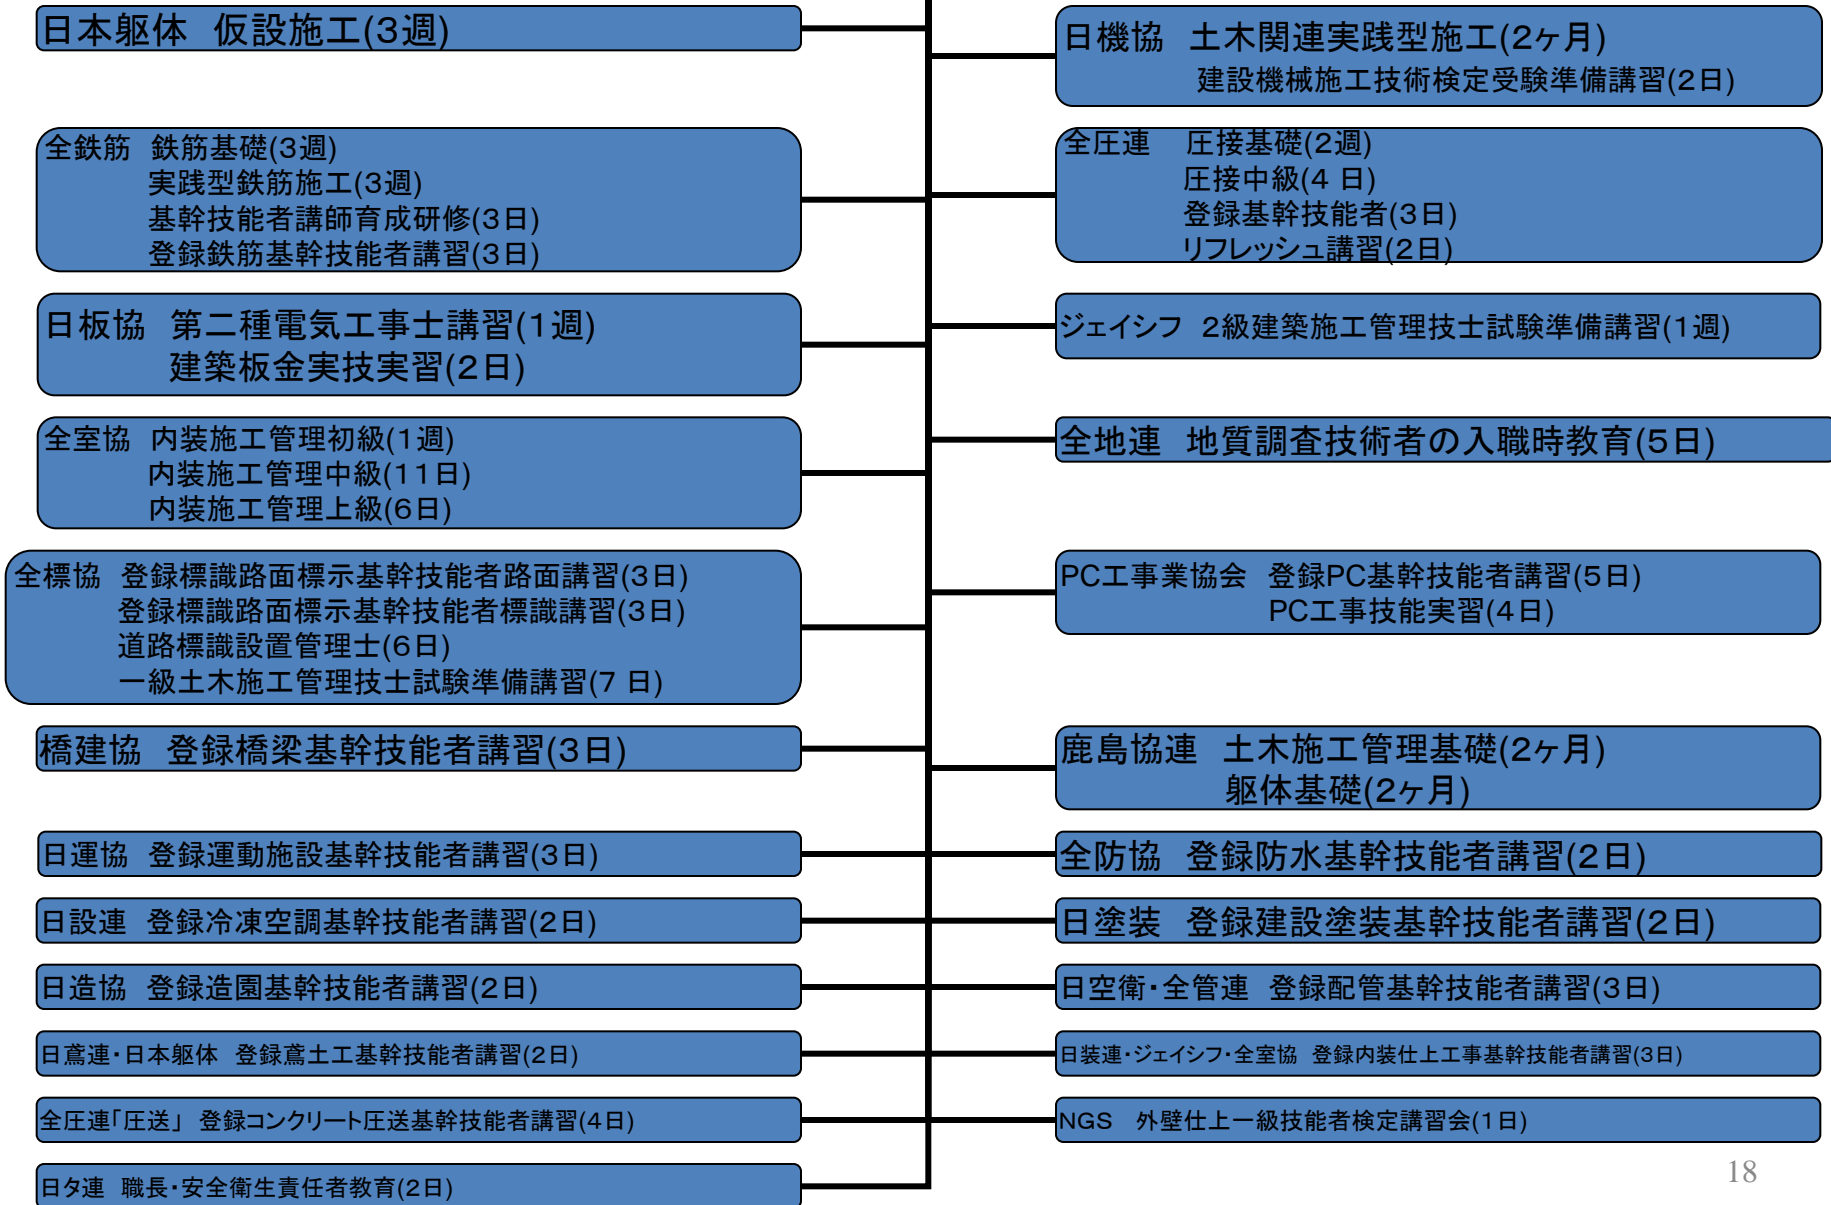 日本躯体　仮設施工(3週)
全鉄筋　鉄筋基礎(3週)
実践型鉄筋施工(3週)
基幹技能者講師育成研修(3日)
登録鉄筋基幹技能者講習(3日)
日板協　第二種電気工事士講習(1週)
建築板金実技実習(2日)
全室協　内装施工管理初級(1週)
内装施工管理中級(11日)
内装施工管理上級(6日)
全標協　登録標識路面標示基幹技能者路面講習(3日)
登録標識路面標示基幹技能者標識講習(3日)
道路標識設置管理士(6日)
一級土木施工管理技士試験準備講習(7 日)
橋建協　登録橋梁基幹技能者講習(3日)
日運協　登録運動施設基幹技能者講習(3日)
日設連　登録冷凍空調基幹技能者講習(2日)
日造協　登録造園基幹技能者講習(2日)
日鳶連・日本躯体　登録鳶土工基幹技能者講習(2日)
全圧連「圧送」　登録コンクリート圧送基幹技能者講習(4日)
日タ連　職長・安全衛生責任者教育(2日)
日機協　土木関連実践型施工(2ヶ月)
建設機械施工技術検定受験準備講習(2日)
全圧連　圧接基礎(2週)
圧接中級(4 日)
登録基幹技能者(3日)
リフレッシュ講習(2日)
ジェイシフ　2級建築施工管理技士試験準備講習(1週)
全地連　地質調査技術者の入職時教育(5日)
PC工事業協会　登録PC基幹技能者講習(5日)
PC工事技能実習(4日)
鹿島協連　土木施工管理基礎(2ヶ月)
躯体基礎(2ヶ月)
全防協　登録防水基幹技能者講習(2日)
日塗装　登録建設塗装基幹技能者講習(2日)
日空衛・全管連　登録配管基幹技能者講習(3日)
日装連・ジェイシフ・全室協　登録内装仕上工事基幹技能者講習(3日)
NGS　外壁仕上一級技能者検定講習会(1日)
18